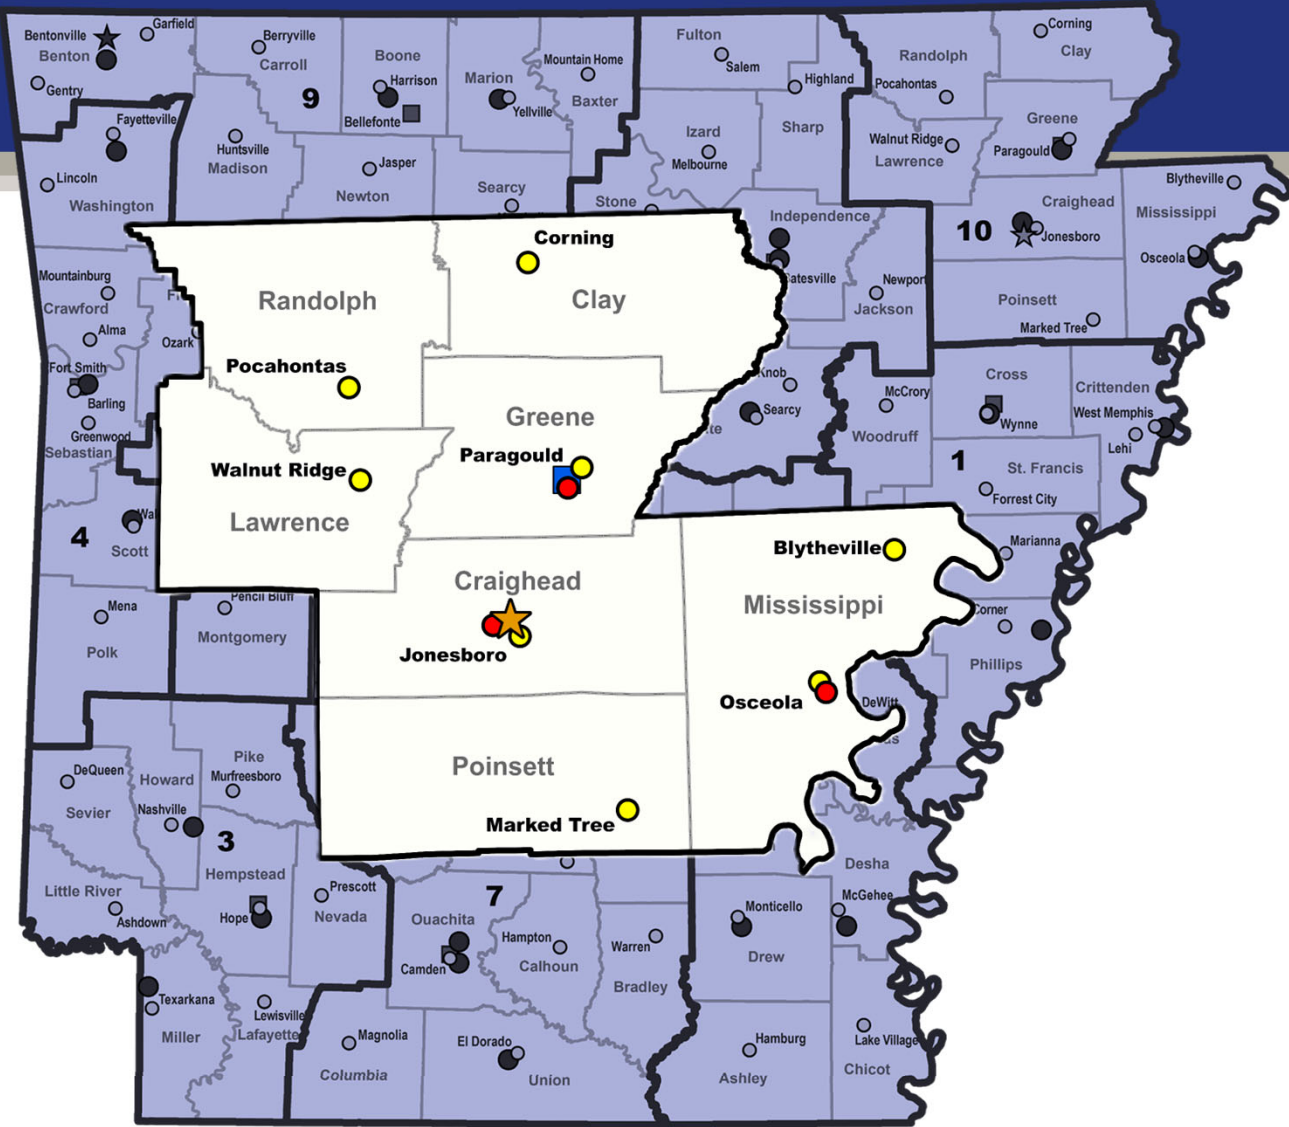 Bentonville
Benton
Garfield
Gentry
Berryville
Carroll
9
Boone
Harrison
Bellefonte
Marion
Yellville
Mountain Home
Baxter
Fulton
Salem
Highland
Randolph
Pocahontas
Corning
Clay
Fayetteville
Lincoln
Washington
Huntsville
Madison
Jasper
Newton
Searcy
Stone
Izard
Melbourne
Sharp
Walnut Ridge
Lawrence
Greene
Paragould
Independence
Newport
Jackson
10
Craighead
Jonesboro
Blytheville
Mississippi
Osceola
Poinsett
Marked Tree
Mountainburg
Crawford
Alma
Ozark
Fort Smith
Barling
Greenwood
Sebastian
Randolph
Pocahontas
Corning
Clay
Greene
Paragould
Walnut Ridge
Lawrence
Knob
Searcy
McCrory
Woodruff
Cross
Wynne
Crittenden
West Memphis
Lehi
1
St. Francis
Forrest City
4
Scott
Craighead
Jonesboro
Blytheville
Mississippi
Osceola
Marianna
Corner
Phillips
DeWitt
Mena
Polk
Pencil Bluff
Montgomery
Poinsett
Marked Tree
DeQueen
Sevier
Howard
Nashville
Pike
Murfreesboro
3
Hempstead
Hope
Little River
Ashdown
Prescott
Nevada
7
Ouachita
Camden
Hampton
Calhoun
Warren
Bradley
Monticello
Drew
Desha
McGehee
Texarkana
Miller
Lewisville
Lafayette
Magnolia
Columbia
El Dorado
Union
Hamburg
Ashley
Lake Village
Chicot